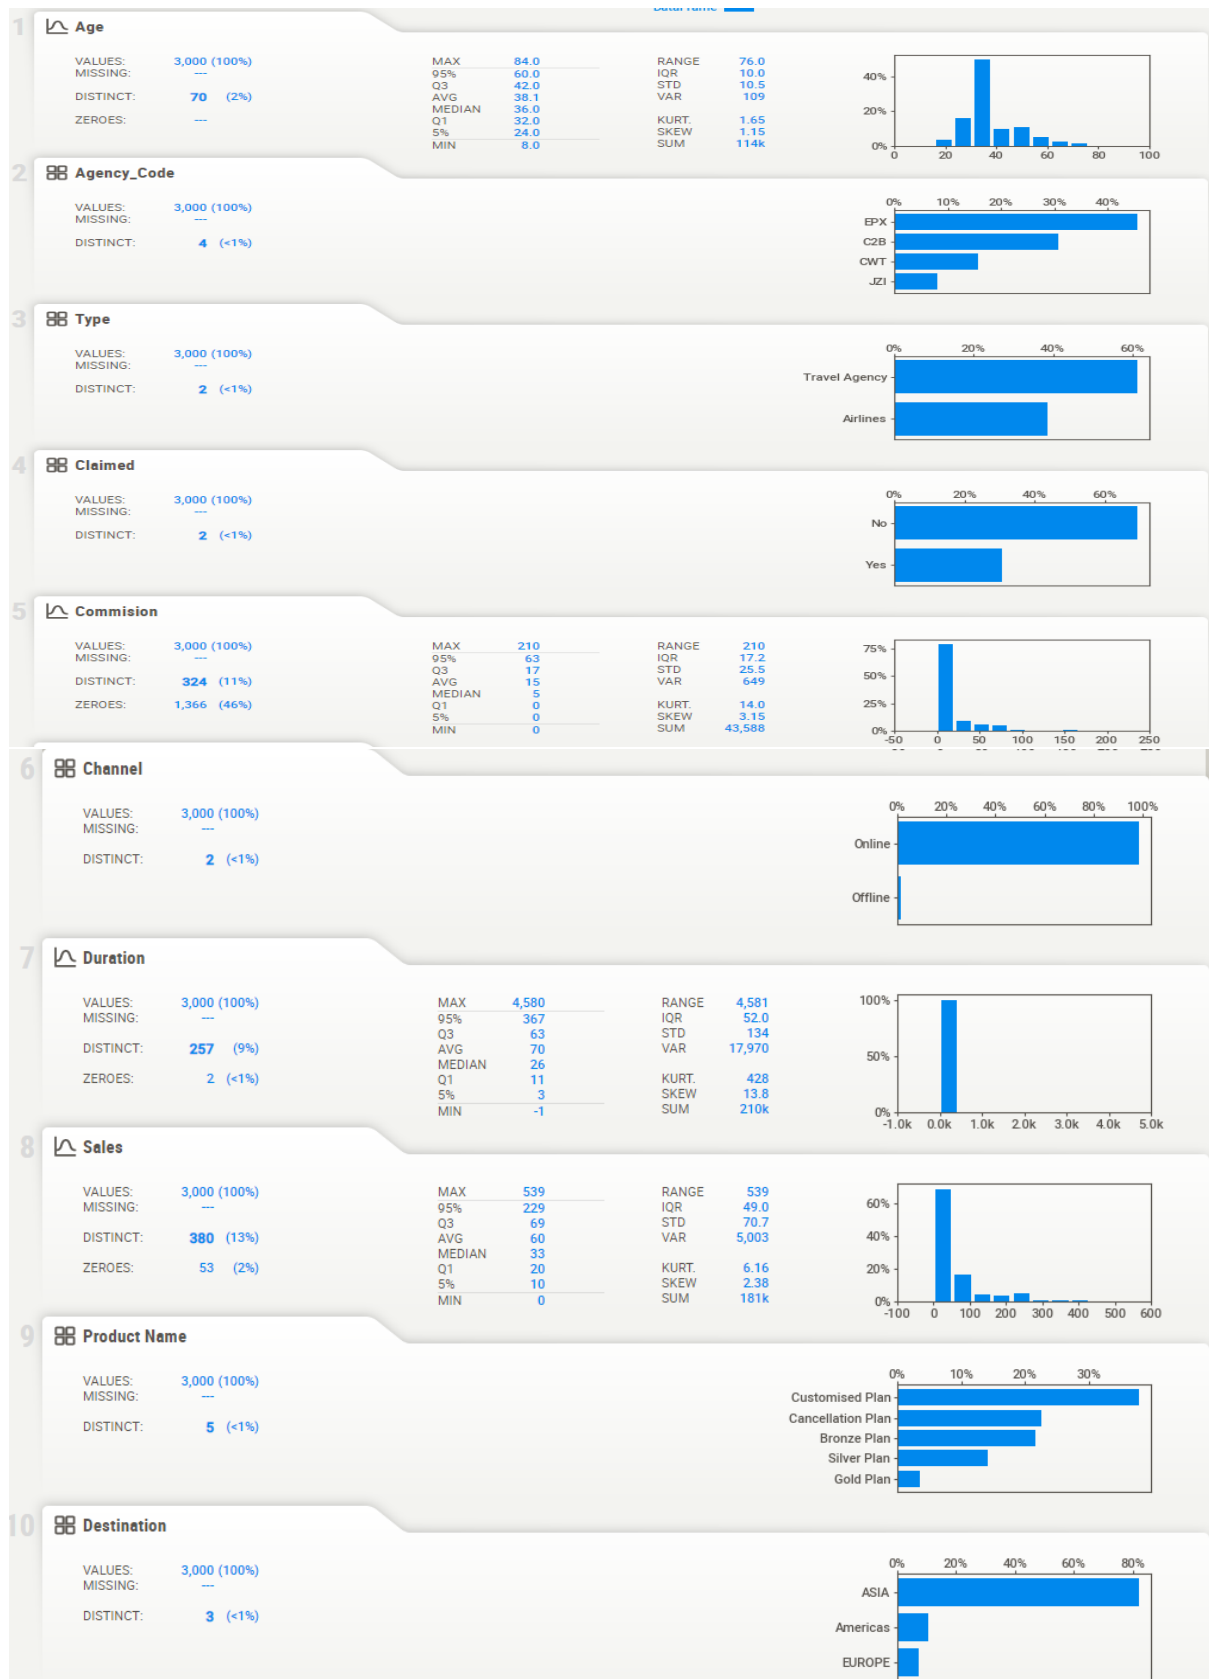 DataFrame
1 Age
VALUES: 3,000 (100%)
MISSING: ---
DISTINCT: 70 (2%)
ZEROES: ---
MAX 84.0
95% 60.0
Q3 42.0
AVG 38.1
MEDIAN 36.0
Q1 32.0
5% 24.0
MIN 8.0
RANGE 76.0
IQR 10.0
STD 10.5
VAR 109
KURT. 1.65
SKEW 1.15
SUM 114k
40%
20%
0%
0 20 40 60 80 100
2 Agency_Code
VALUES: 3,000 (100%)
MISSING: ---
DISTINCT: 4 (<1%)
0% 10% 20% 30% 40%
EPX
C2B
CWT
JZI
3 Type
VALUES: 3,000 (100%)
MISSING: ---
DISTINCT: 2 (<1%)
0% 20% 40% 60%
Travel Agency
Airlines
4 Claimed
VALUES: 3,000 (100%)
MISSING: ---
DISTINCT: 2 (<1%)
0% 20% 40% 60%
No
Yes
5 Commision
VALUES: 3,000 (100%)
MISSING: ---
DISTINCT: 324 (11%)
ZEROES: 1,366 (46%)
MAX 210
95% 63
Q3 17
AVG 15
MEDIAN 5
Q1 0
5% 0
MIN 0
RANGE 210
IQR 17.2
STD 25.5
VAR 649
KURT. 14.0
SKEW 3.15
SUM 43,588
75%
50%
25%
0%
-50 0 50 100 150 200 250
6 Channel
VALUES: 3,000 (100%)
MISSING: ---
DISTINCT: 2 (<1%)
0% 20% 40% 60% 80% 100%
Online
Offline
7 Duration
VALUES: 3,000 (100%)
MISSING: ---
DISTINCT: 257 (9%)
ZEROES: 2 (<1%)
MAX 4,580
95% 367
Q3 63
AVG 70
MEDIAN 26
Q1 11
5% 3
MIN -1
RANGE 4,581
IQR 52.0
STD 134
VAR 17,970
KURT. 428
SKEW 13.8
SUM 210k
100%
50%
0%
-1.0k 0.0k 1.0k 2.0k 3.0k 4.0k 5.0k
8 Sales
VALUES: 3,000 (100%)
MISSING: ---
DISTINCT: 380 (13%)
ZEROES: 53 (2%)
MAX 539
95% 229
Q3 69
AVG 60
MEDIAN 33
Q1 20
5% 10
MIN 0
RANGE 539
IQR 49.0
STD 70.7
VAR 5,003
KURT. 6.16
SKEW 2.38
SUM 181k
60%
40%
20%
0%
-100 0 100 200 300 400 500 600
9 Product Name
VALUES: 3,000 (100%)
MISSING: ---
DISTINCT: 5 (<1%)
0% 10% 20% 30%
Customised Plan
Cancellation Plan
Bronze Plan
Silver Plan
Gold Plan
10 Destination
VALUES: 3,000 (100%)
MISSING: ---
DISTINCT: 3 (<1%)
0% 20% 40% 60% 80%
ASIA
Americas
EUROPE